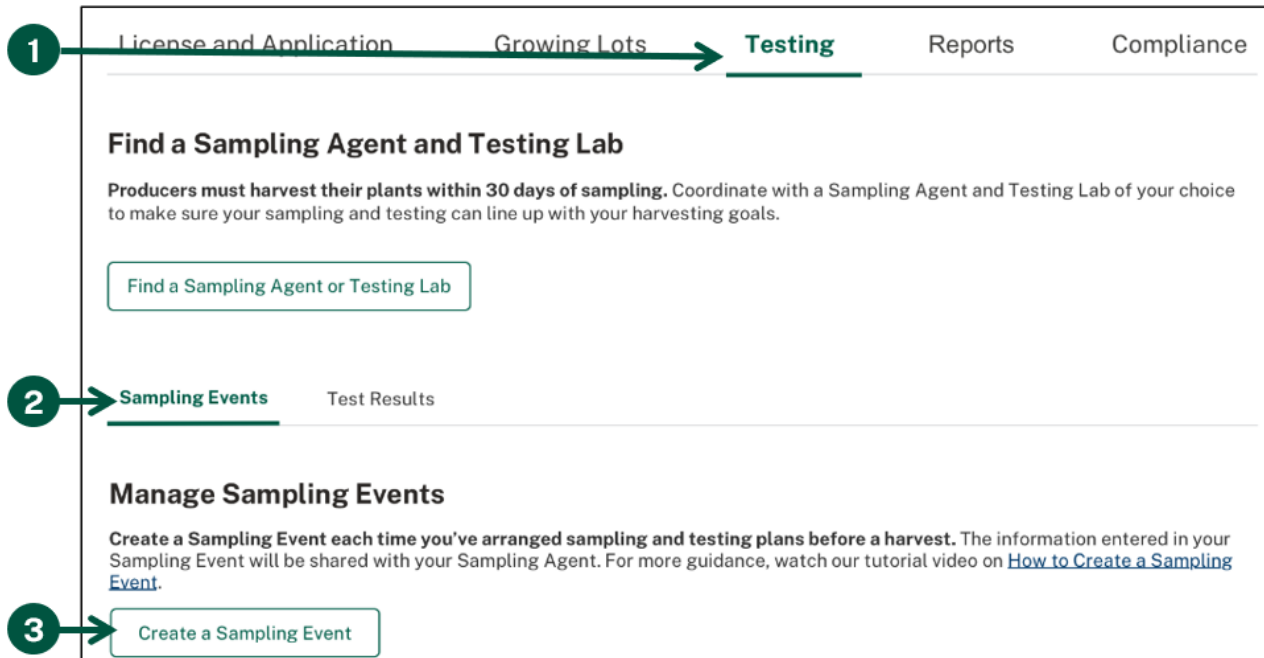 1
License and Application Growing Lots Testing Reports Compliance
Find a Sampling Agent and Testing Lab
Producers must harvest their plants within 30 days of sampling. Coordinate with a Sampling Agent and Testing Lab of your choice
to make sure your sampling and testing can line up with your harvesting goals.
Find a Sampling Agent or Testing Lab
2
Sampling Events Test Results
Manage Sampling Events
Create a Sampling Event each time you've arranged sampling and testing plans before a harvest. The information entered in your
Sampling Event will be shared with your Sampling Agent. For more guidance, watch our tutorial video on How to Create a Sampling
Event.
3
Create a Sampling Event